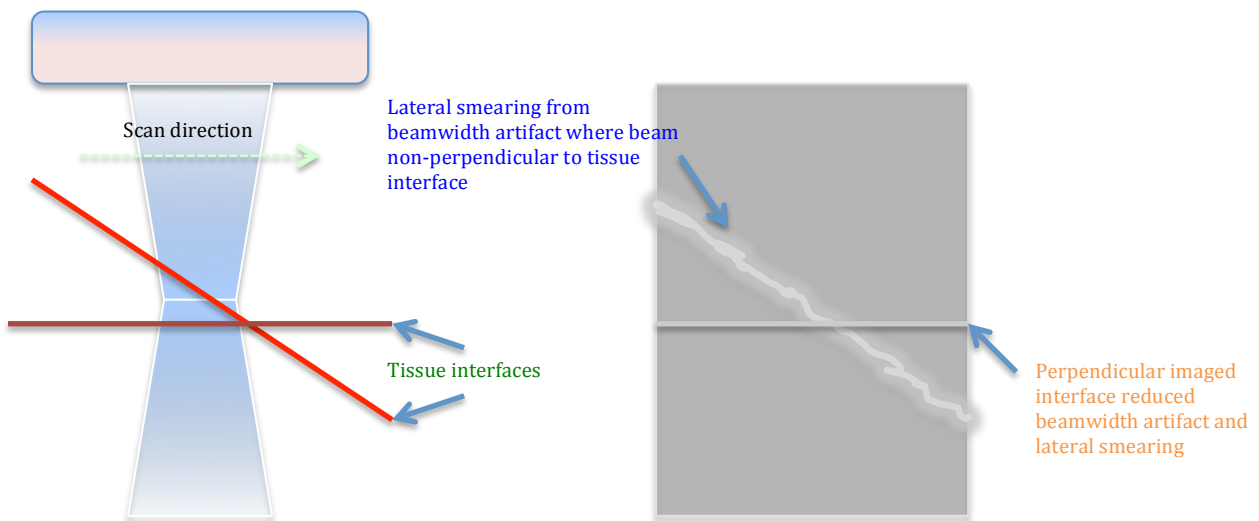 Scan direction
Lateral smearing from
beamwidth artifact where beam
non-perpendicular to tissue
interface
Tissue interfaces
Perpendicular imaged
interface reduced
beamwidth artifact and
lateral smearing